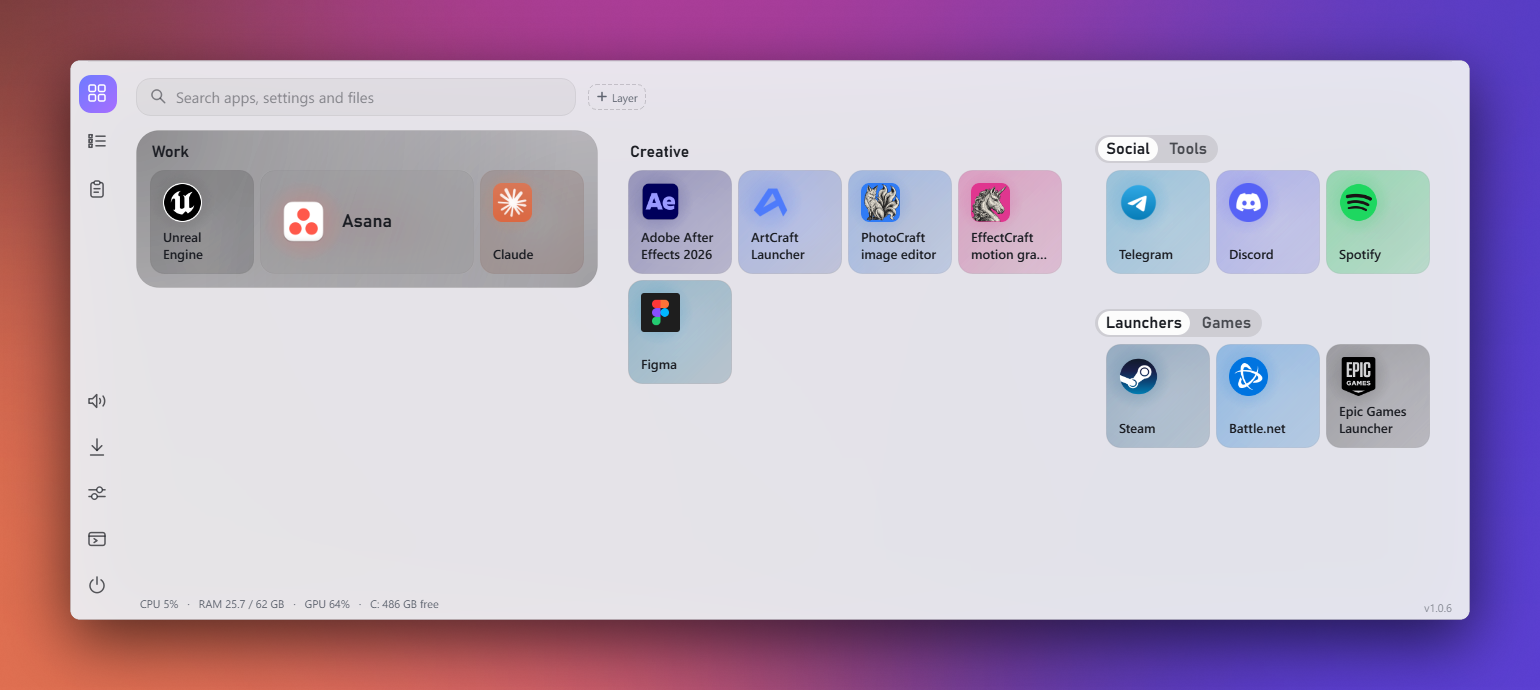 Search apps, settings and files
+ Layer
Work
Unreal
Engine
Asana
Claude
Creative
Ae
Adobe After
Effects 2026
ArtCraft
Launcher
PhotoCraft
image editor
EffectCraft
motion gra...
Figma
Social Tools
Telegram
Discord
Spotify
Launchers Games
Steam
Battle.net
EPIC
GAMES
Epic Games
Launcher
CPU 5% · RAM 25.7 / 62 GB · GPU 64% · C: 486 GB free
v1.0.6